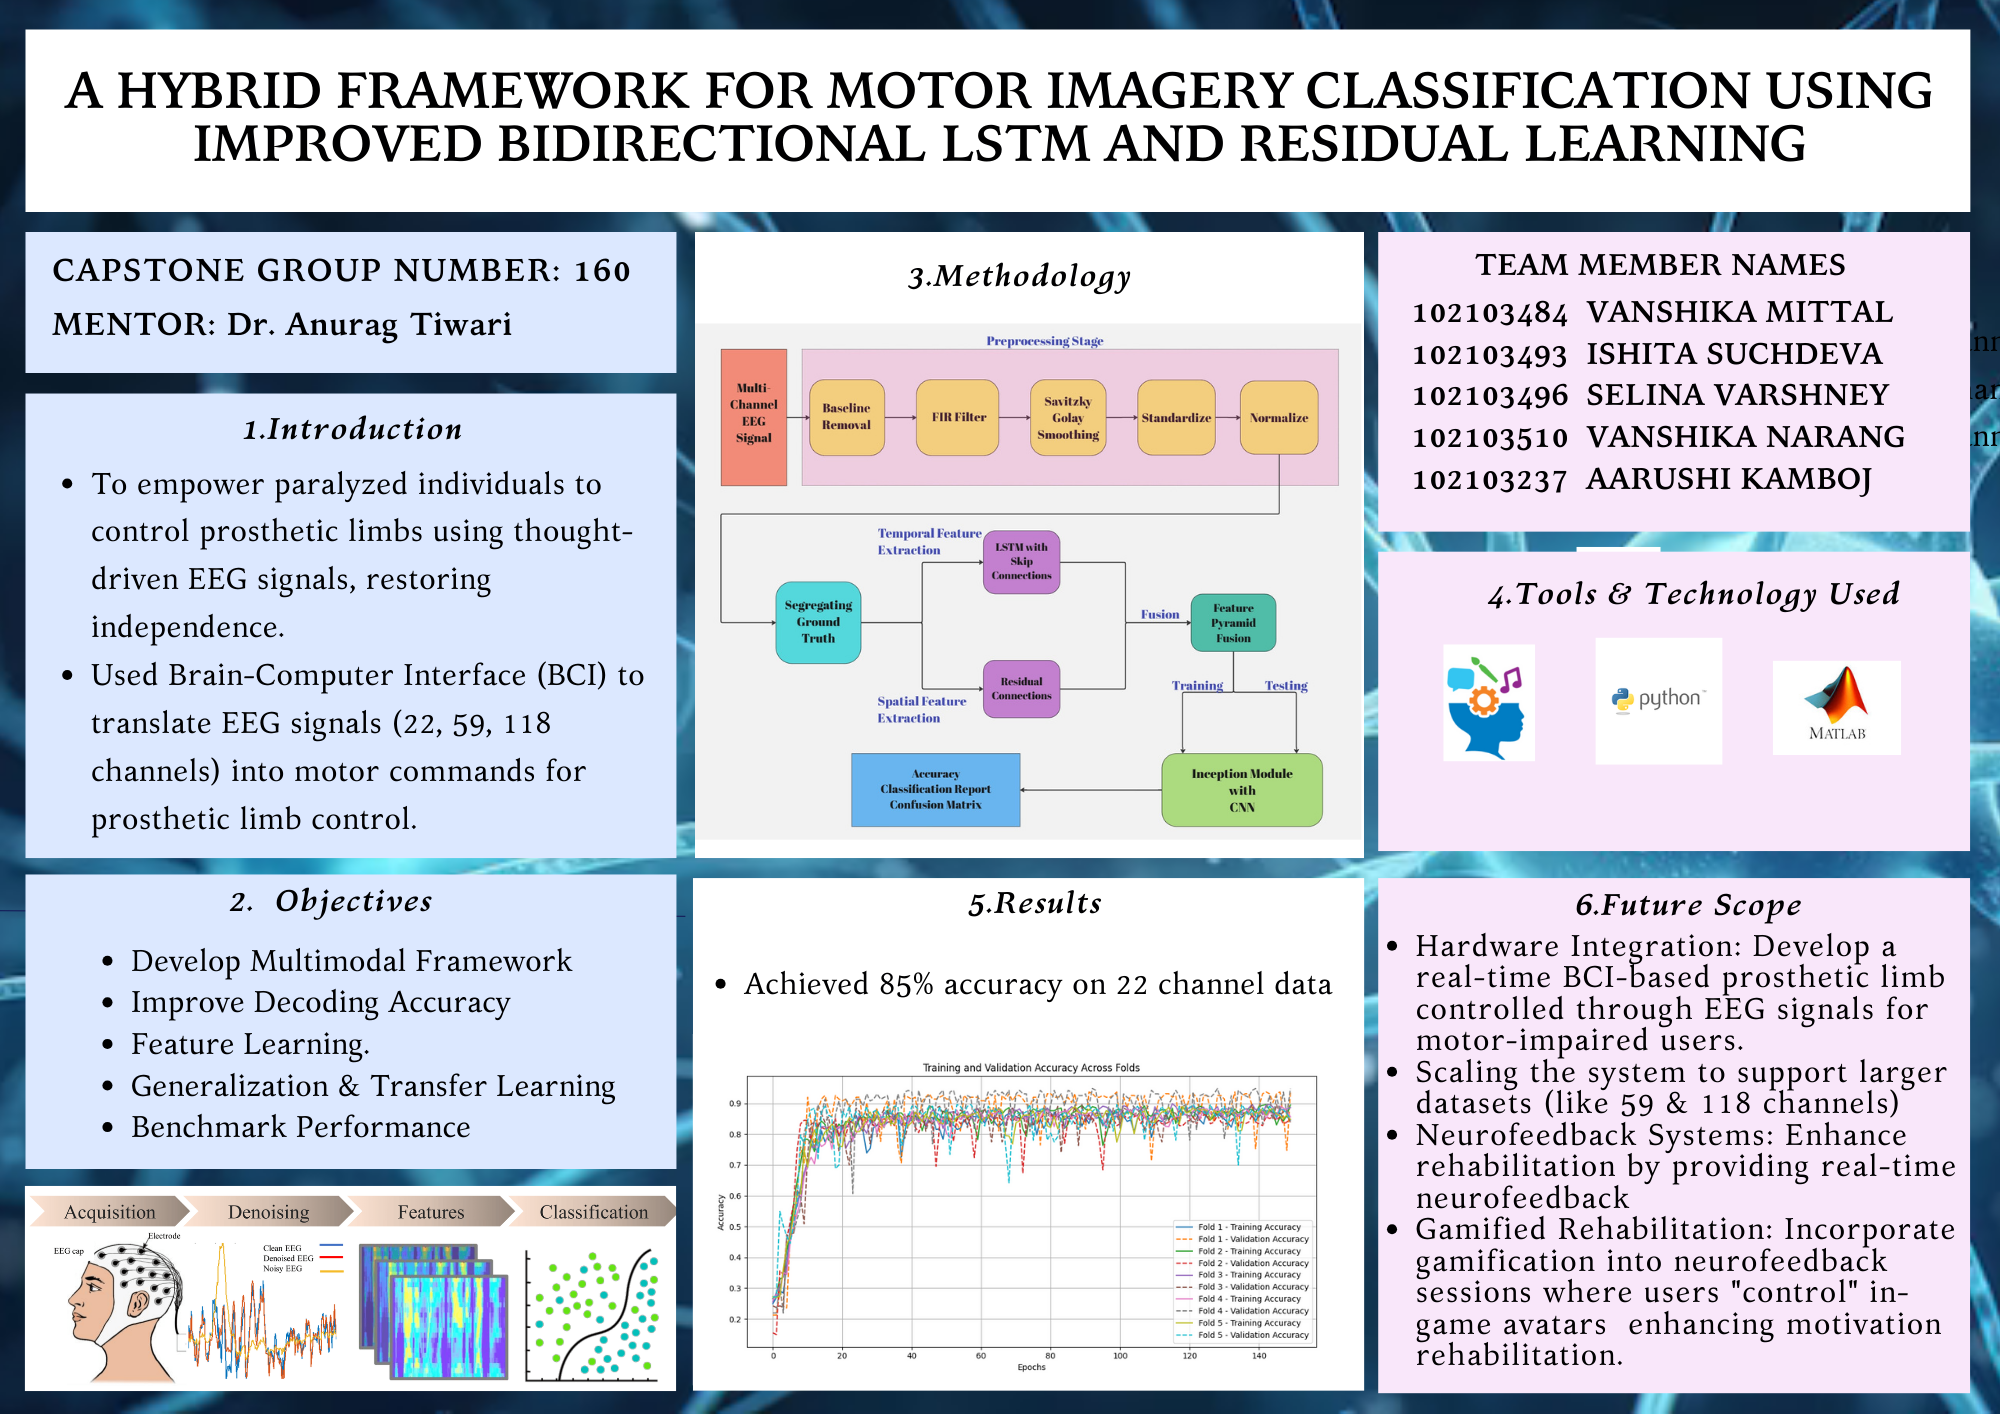 A HYBRID FRAMEWORK FOR MOTOR IMAGERY CLASSIFICATION USING
IMPROVED BIDIRECTIONAL LSTM AND RESIDUAL LEARNING
CAPSTONE GROUP NUMBER: 160
MENTOR: Dr. Anurag Tiwari
1.Introduction
• To empower paralyzed individuals to
control prosthetic limbs using thought-
driven EEG signals, restoring
independence.
• Used Brain-Computer Interface (BCI) to
translate EEG signals (22, 59, 118
channels) into motor commands for
prosthetic limb control.
2. Objectives
• Develop Multimodal Framework
• Improve Decoding Accuracy
• Feature Learning.
• Generalization & Transfer Learning
• Benchmark Performance
Acquisition
Denoising
Features
Classification
EEG cap
Electrode
Clean EEG
Denoised EEG
Noisy EEG
3.Methodology
Preprocessing Stage
Multi-
Channel
EEG
Signal
Baseline
Removal
FIR Filter
Savitzky
Golay
Smoothing
Standardize
Normalize
Temporal Feature
Extraction
LSTM with
Skip
Connections
Segregating
Ground
Truth
Fusion
Feature
Pyramid
Fusion
Spatial Feature
Extraction
Residual
Connections
Training
Testing
Accuracy
Classification Report
Confusion Matrix
Inception Module
with
CNN
5.Results
• Achieved 85% accuracy on 22 channel data
Training and Validation Accuracy Across Folds
Accuracy
0.9
0.8
0.7
0.6
0.5
0.4
0.3
0.2
0
20
40
60
80
100
120
140
Epochs
Fold 1 - Training Accuracy
Fold 1 - Validation Accuracy
Fold 2 - Training Accuracy
Fold 2 - Validation Accuracy
Fold 3 - Training Accuracy
Fold 3 - Validation Accuracy
Fold 4 - Training Accuracy
Fold 4 - Validation Accuracy
Fold 5 - Training Accuracy
Fold 5 - Validation Accuracy
TEAM MEMBER NAMES
102103484 VANSHIKA MITTAL
102103493 ISHITA SUCHDEVA
102103496 SELINA VARSHNEY
102103510 VANSHIKA NARANG
102103237 AARUSHI KAMBOJ
4.Tools & Technology Used
python™
MATLAB
6.Future Scope
• Hardware Integration: Develop a
real-time BCI-based prosthetic limb
controlled through EEG signals for
motor-impaired users.
• Scaling the system to support larger
datasets (like 59 & 118 channels)
• Neurofeedback Systems: Enhance
rehabilitation by providing real-time
neurofeedback
• Gamified Rehabilitation: Incorporate
gamification into neurofeedback
sessions where users "control" in-
game avatars enhancing motivation
rehabilitation.